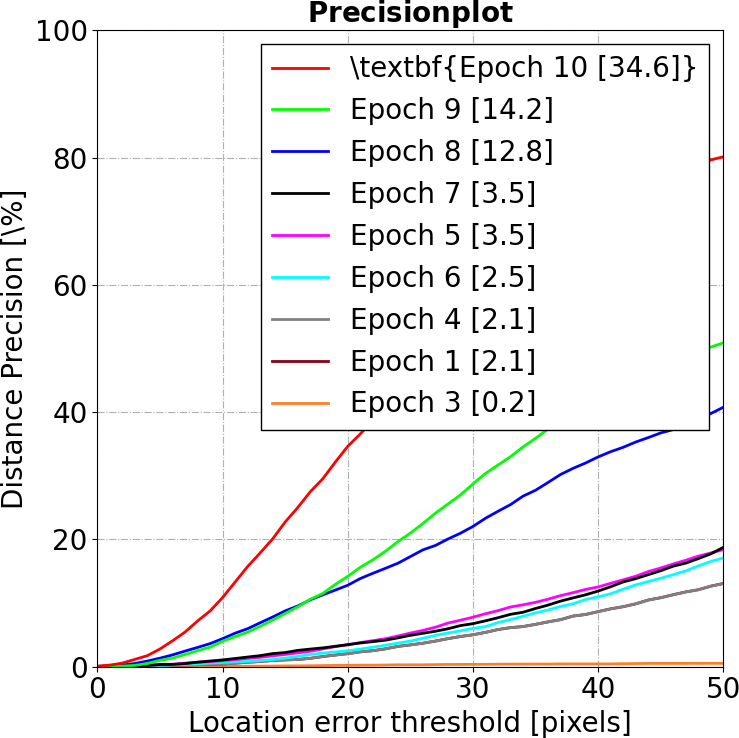 Precisionplot
100
80
60
40
20
0
Distance Precision [\%]
\textbf{Epoch 10 [34.6]}
Epoch 9 [14.2]
Epoch 8 [12.8]
Epoch 7 [3.5]
Epoch 5 [3.5]
Epoch 6 [2.5]
Epoch 4 [2.1]
Epoch 1 [2.1]
Epoch 3 [0.2]
0 10 20 30 40 50
Location error threshold [pixels]